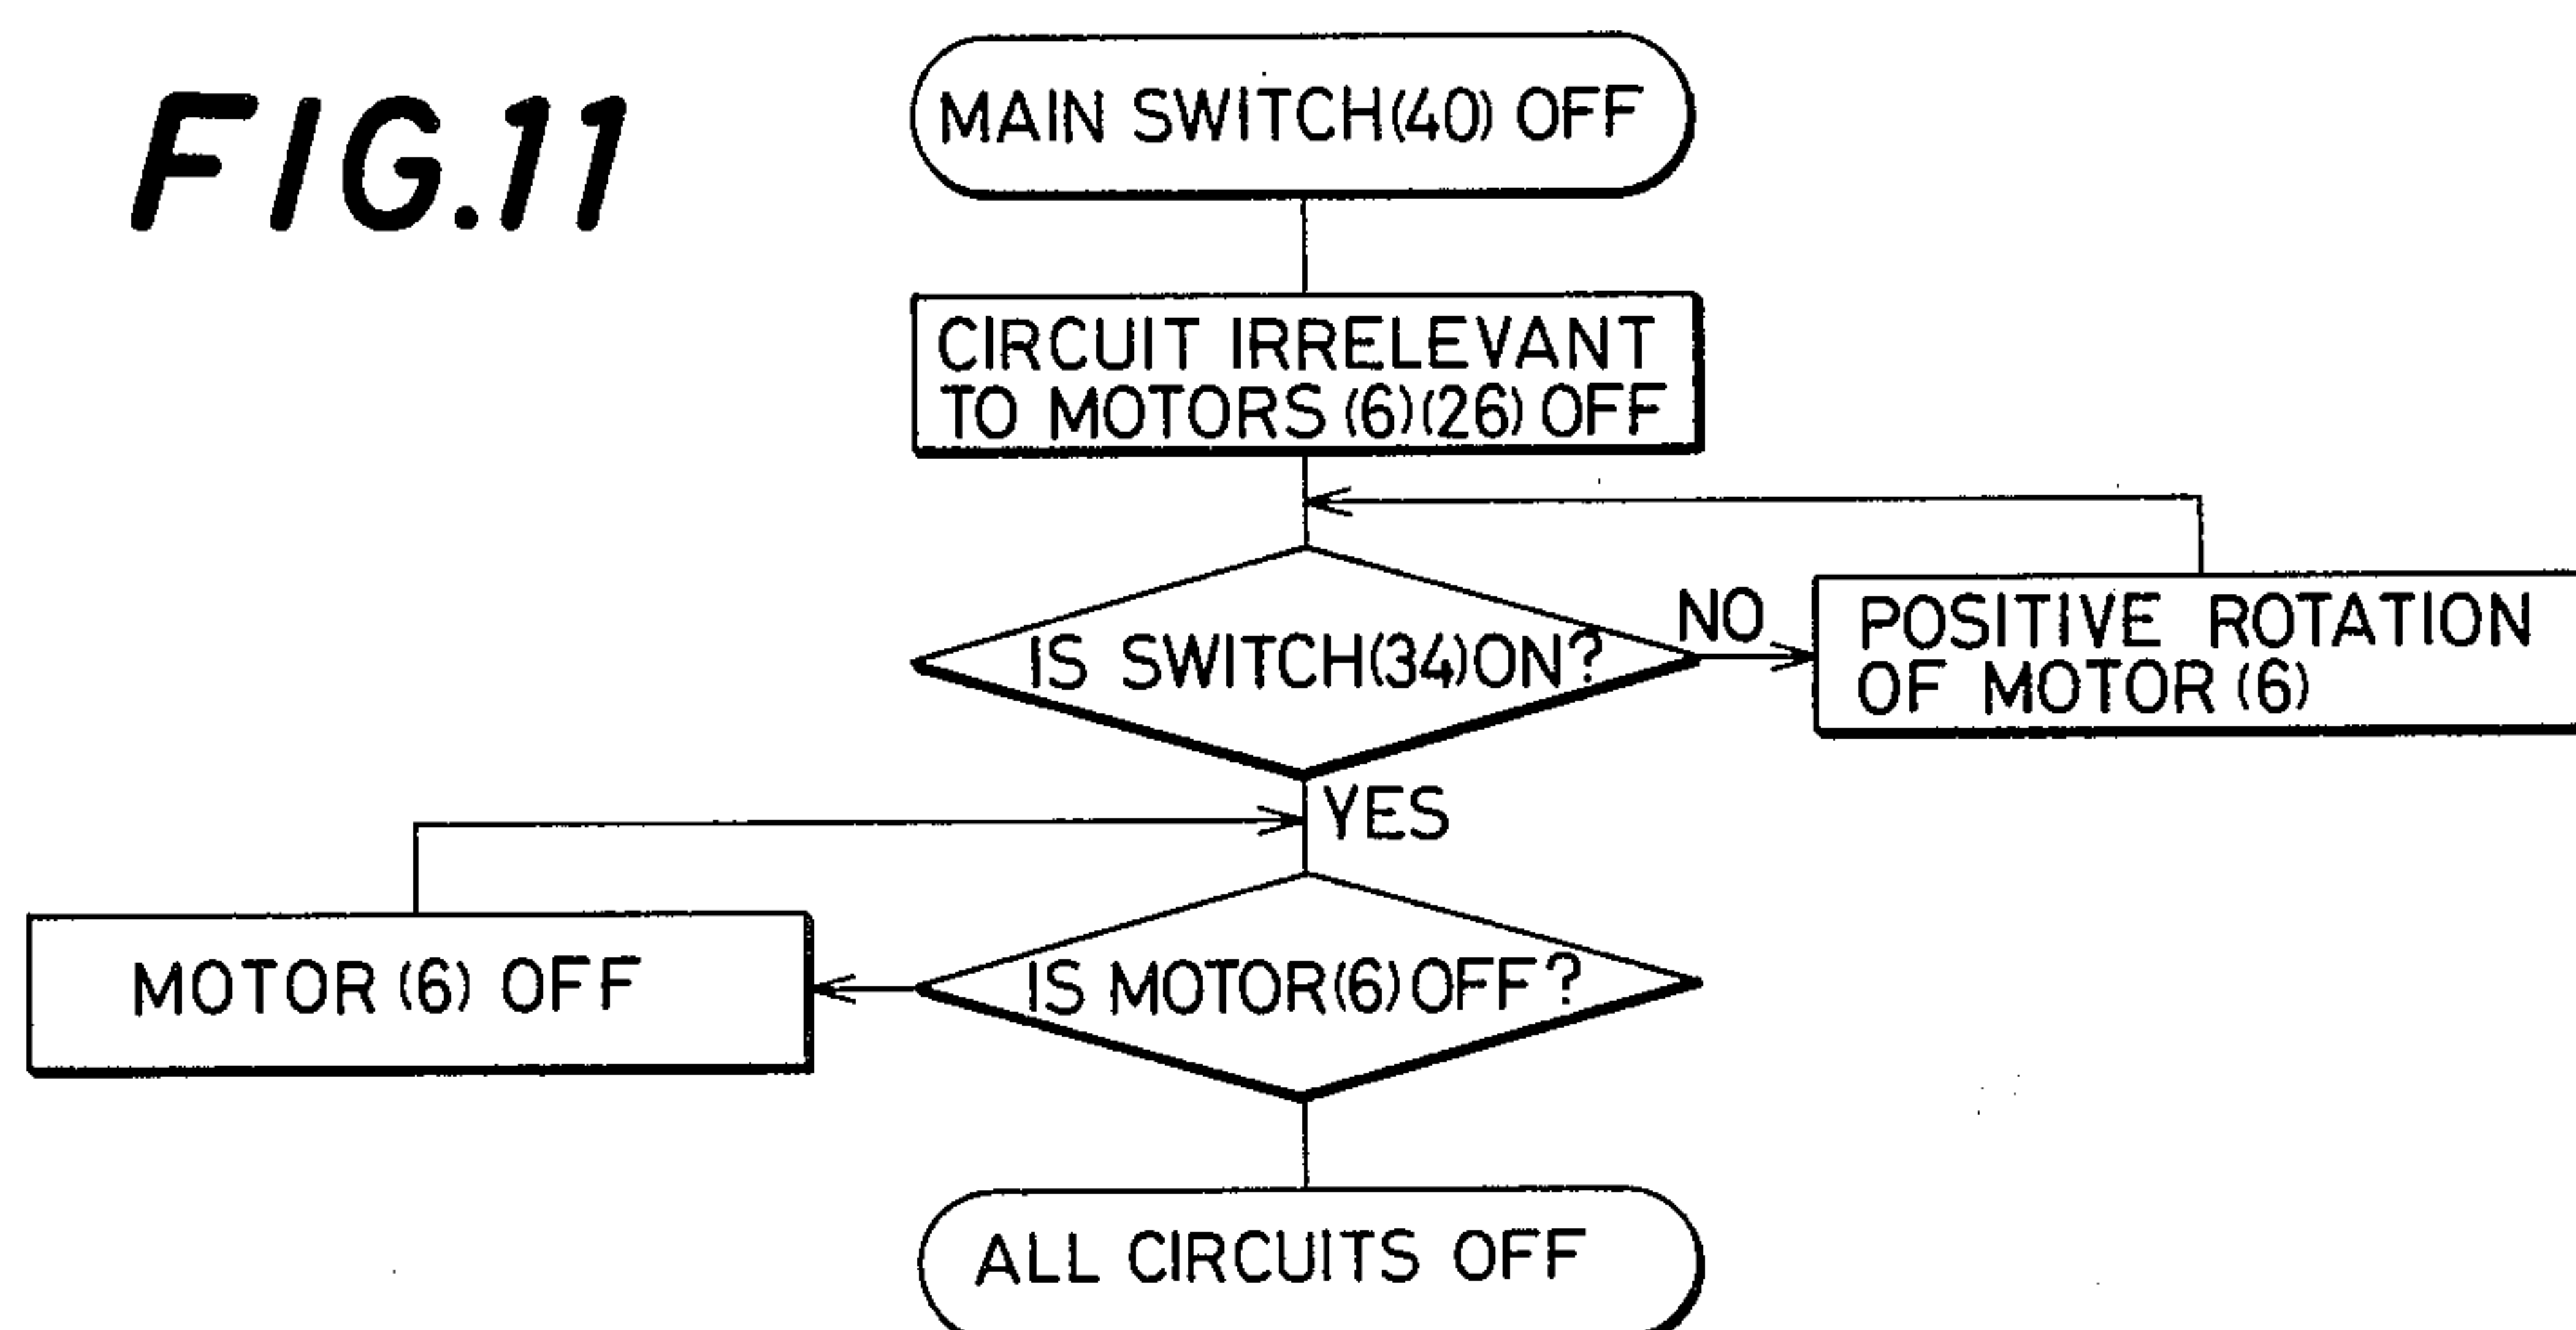 FIG.11
MAIN SWITCH(40) OFF
CIRCUIT IRRELEVANT
TO MOTORS (6)(26) OFF
IS SWITCH(34)ON?
NO
POSITIVE ROTATION
OF MOTOR (6)
YES
IS MOTOR(6)OFF?
MOTOR (6) OFF
ALL CIRCUITS OFF